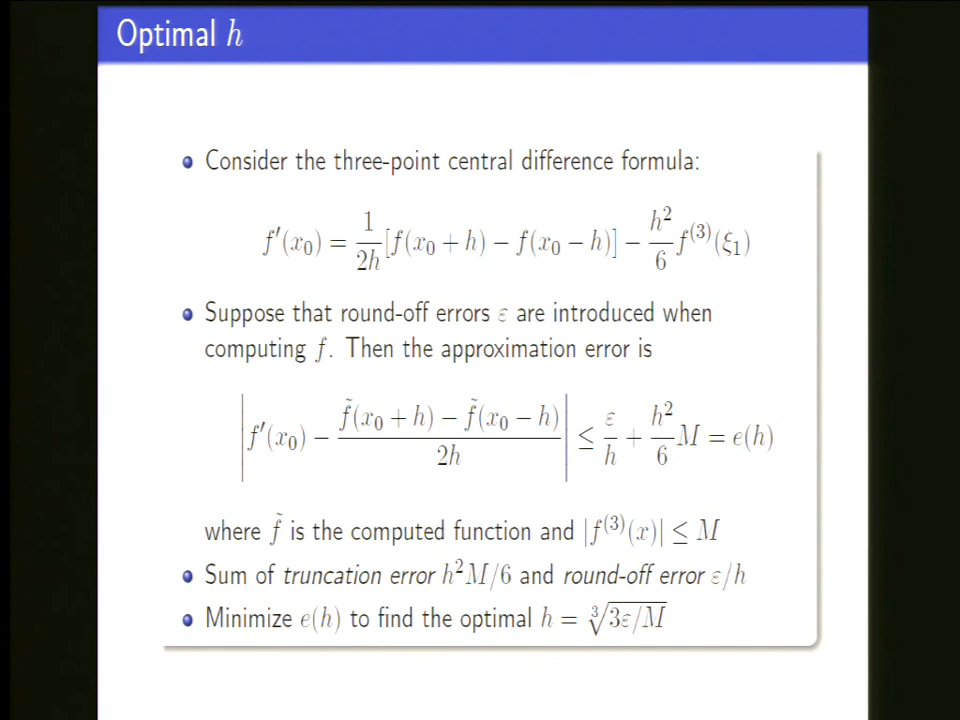 Optimal h
Consider the three-point central difference formula:
f′(x₀) = 1/2h [f(x₀ + h) − f(x₀ − h)] − h²/6 f⁽³⁾(ξ₁)
Suppose that round-off errors ε are introduced when
computing f. Then the approximation error is
|f′(x₀) − (f̃(x₀ + h) − f̃(x₀ − h))/2h| ≤ ε/h + h²/6 M = e(h)
where f̃ is the computed function and |f⁽³⁾(x)| ≤ M
Sum of truncation error h²M/6 and round-off error ε/h
Minimize e(h) to find the optimal h = ∛(3ε/M)